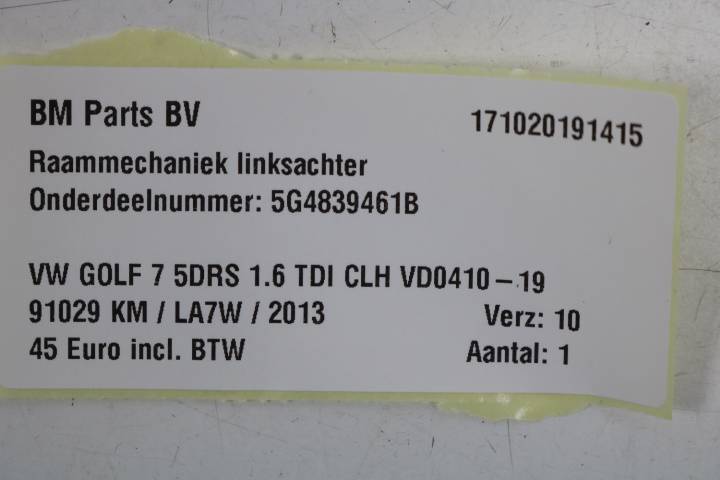 BM Parts BV 171020191415
Raammechaniek linksachter
Onderdeelnummer: 5G4839461B
VW GOLF 7 5DRS 1.6 TDI CLH VD0410-19
91029 KM / LA7W / 2013 Verz: 10
45 Euro incl. BTW Aantal: 1